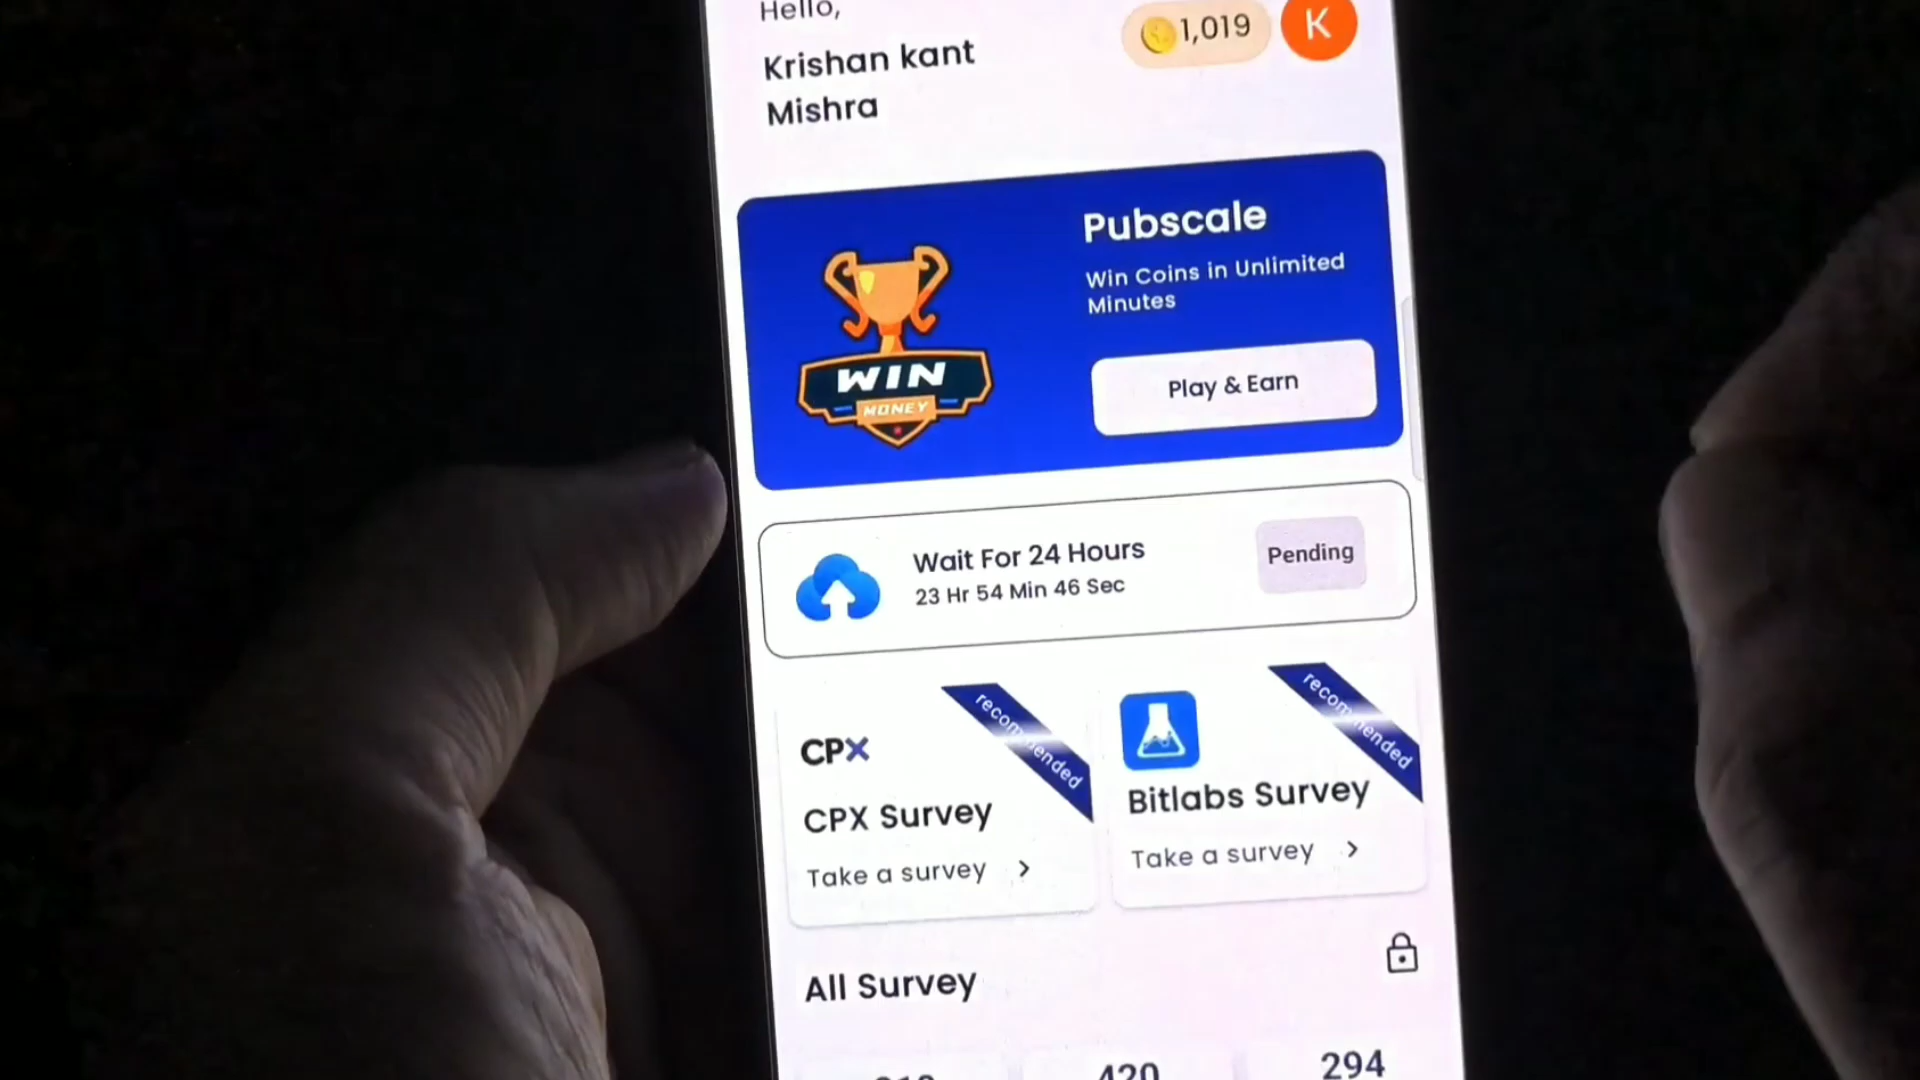 Hello,
Krishan kant
Mishra
1,019
K
Pubscale
Win Coins in Unlimited
Minutes
Play & Earn
WIN
MONEY
Wait For 24 Hours
23 Hr 54 Min 46 Sec
Pending
recommended
CPX
CPX Survey
Take a survey
recommended
Bitlabs Survey
Take a survey
All Survey
420
294